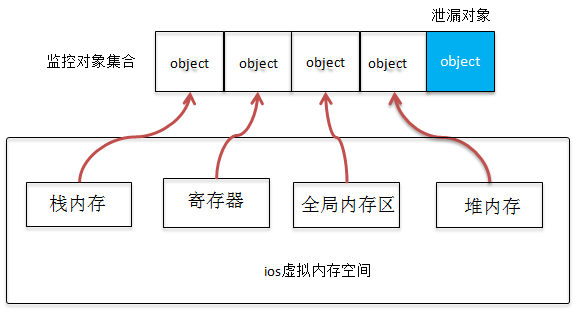 泄漏对象
监控对象集合
object object object object object
栈内存 寄存器 全局内存区 堆内存
ios虚拟内存空间